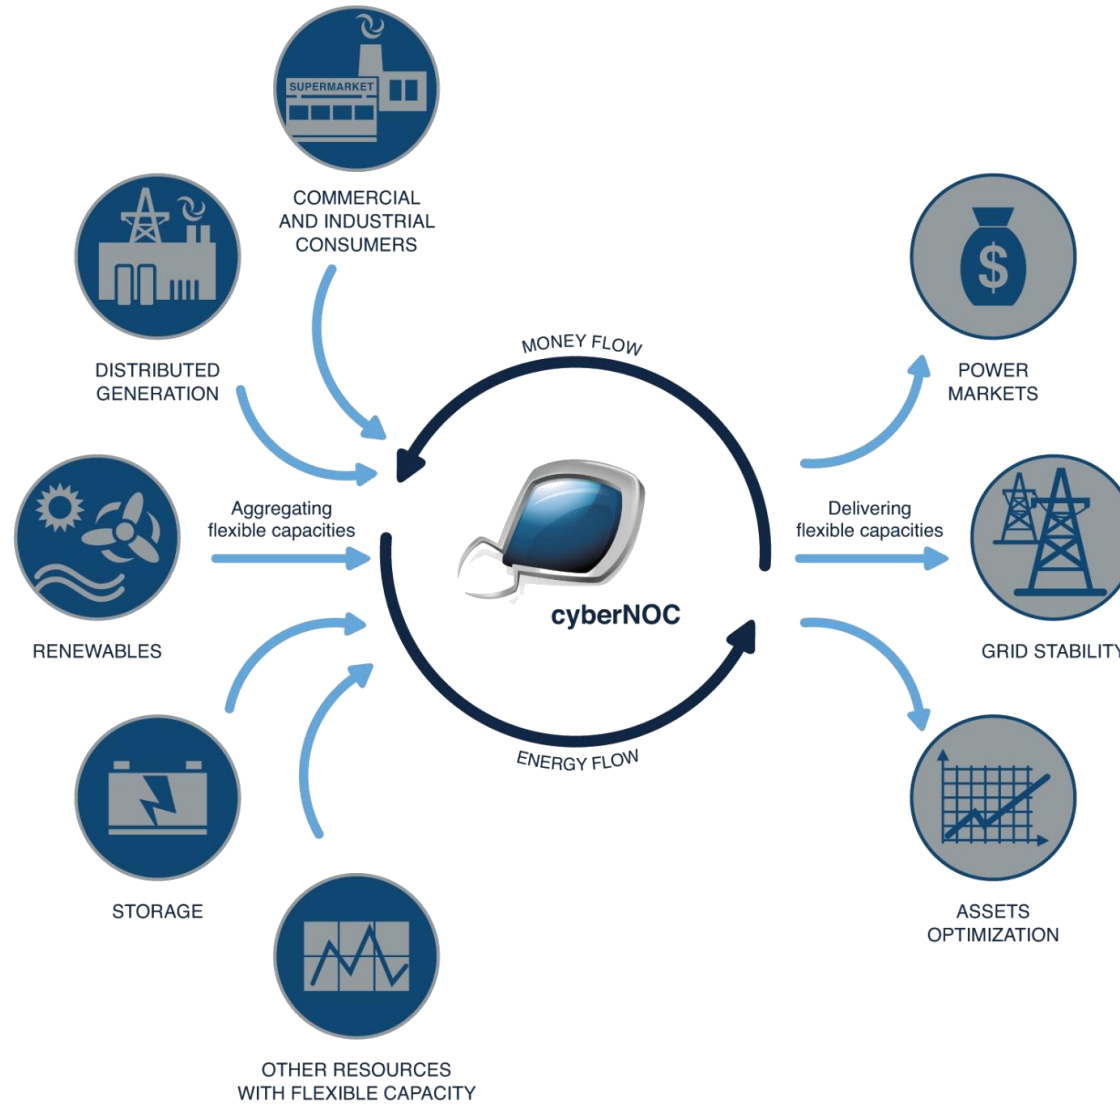 SUPERMARKET
COMMERCIAL
AND INDUSTRIAL
CONSUMERS
DISTRIBUTED
GENERATION
RENEWABLES
STORAGE
OTHER RESOURCES
WITH FLEXIBLE CAPACITY
Aggregating
flexible capacities
MONEY FLOW
cyberNOC
ENERGY FLOW
Delivering
flexible capacities
$
POWER
MARKETS
GRID STABILITY
ASSETS
OPTIMIZATION